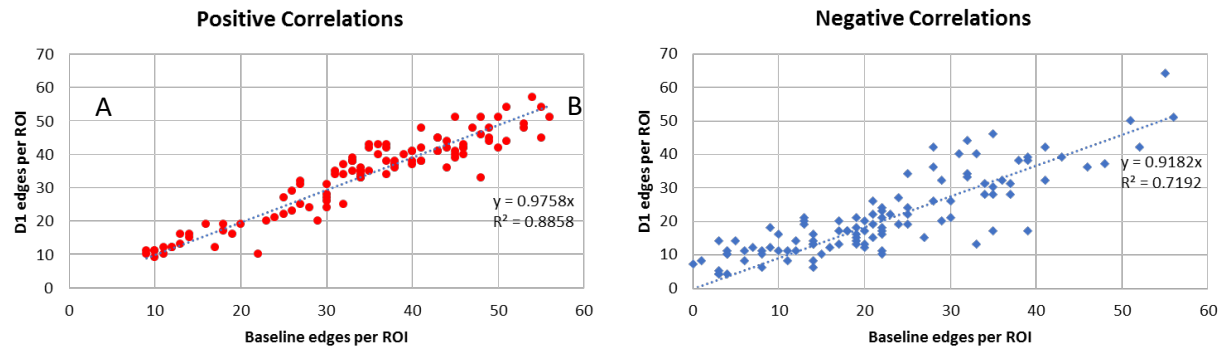 Positive Correlations
70
60
50
40
30
20
10
0
D1 edges per ROI
A
B
y = 0.9758x
R² = 0.8858
0 10 20 30 40 50 60
Baseline edges per ROI
Negative Correlations
70
60
50
40
30
20
10
0
D1 edges per ROI
y = 0.9182x
R² = 0.7192
0 10 20 30 40 50 60
Baseline edges per ROI